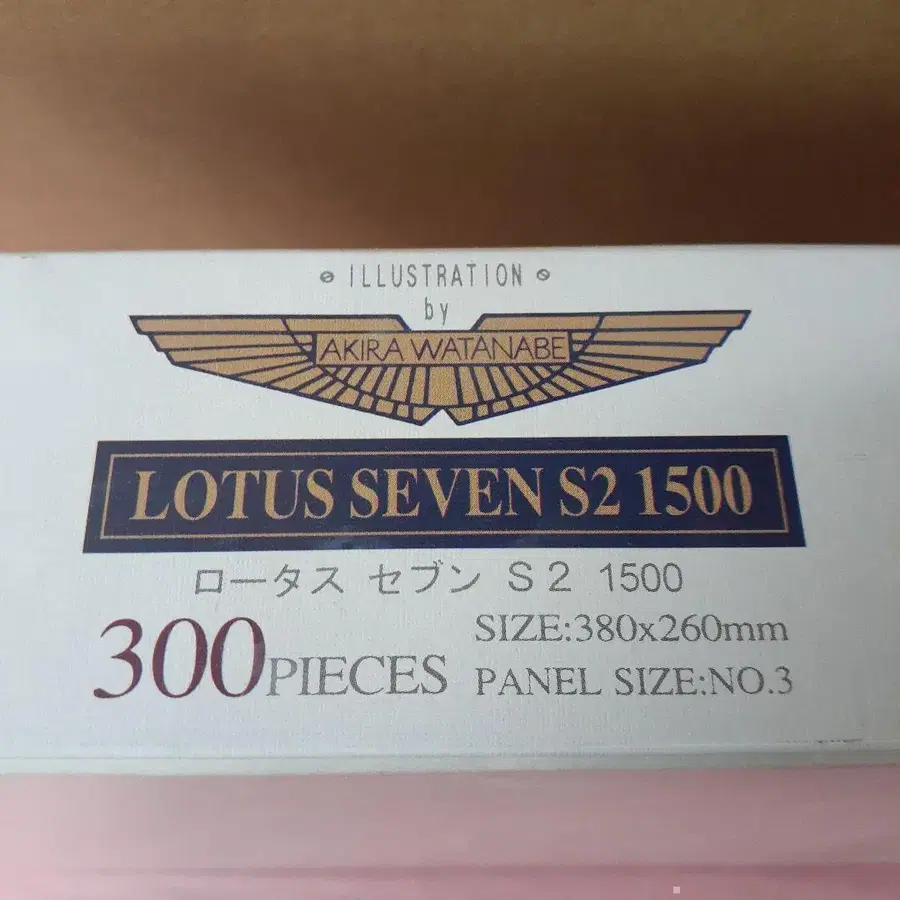 ILLUSTRATION
by
AKIRA WATANABE
LOTUS SEVEN S2 1500
ロータス セブン S2 1500
300PIECES
SIZE:380x260mm
PANEL SIZE:NO.3